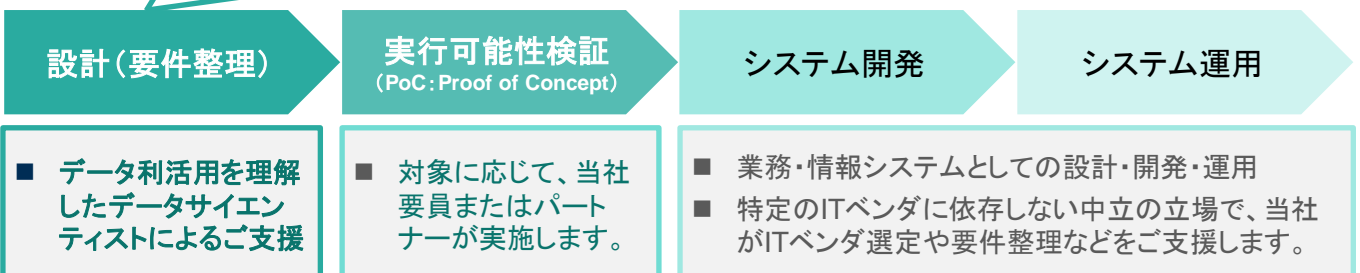 設計（要件整理）
実行可能性検証
（PoC：Proof of Concept）
システム開発
システム運用
■ データ利活用を理解
したデータサイエン
ティストによるご支援
■ 対象に応じて、当社
要員またはパート
ナーが実施します。
■ 業務・情報システムとしての設計・開発・運用
■ 特定のITベンダに依存しない中立の立場で、当社
がITベンダ選定や要件整理などをご支援します。